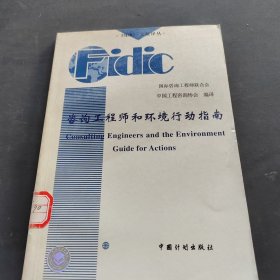 Fidic
国际咨询工程师联合会
中国工程咨询协会 编译
咨询工程师和环境行动指南
Consulting Engineers and the Environment
Guide for Actions
中国计划出版社